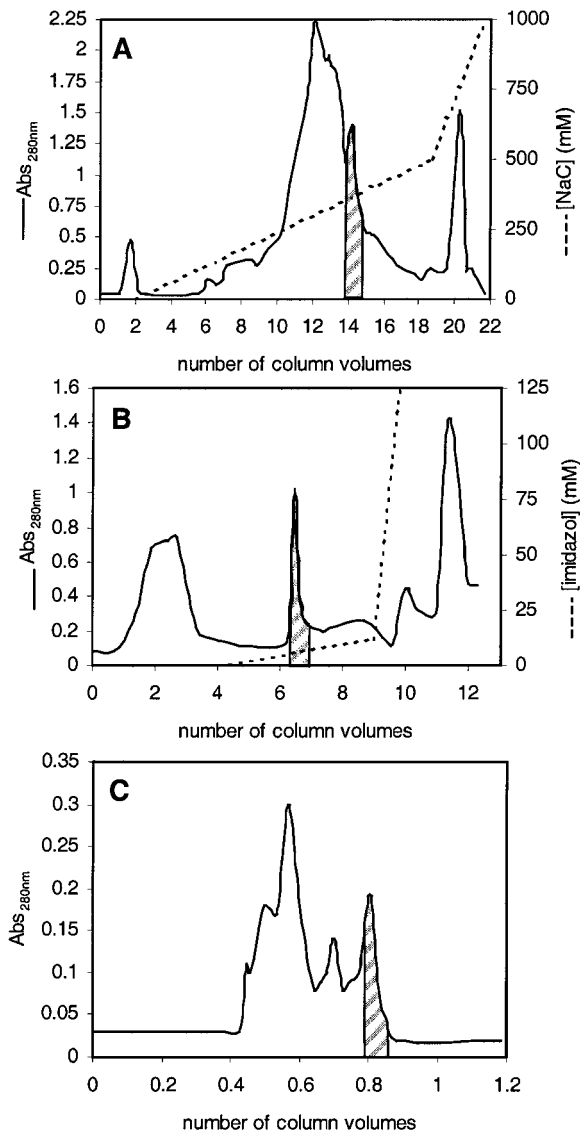 A
2.25
2
1.75
1.5
1.25
1
0.75
0.5
0.25
0
Abs280nm
1000
750
500
250
0
[NaC] (mM)
0 2 4 6 8 10 12 14 16 18 20 22
number of column volumes
B
1.6
1.4
1.2
1
0.8
0.6
0.4
0.2
0
Abs280nm
125
100
75
50
25
0
[imidazol] (mM)
0 2 4 6 8 10 12
number of column volumes
C
0.35
0.3
0.25
0.2
0.15
0.1
0.05
0
Abs280nm
0 0.2 0.4 0.6 0.8 1 1.2
number of column volumes